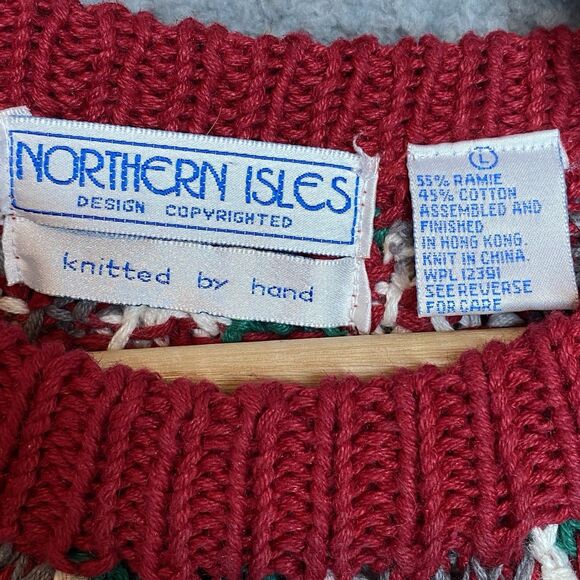 NORTHERN ISLES
DESIGN COPYRIGHTED
knitted by hand
L
55% RAMIE
45% COTTON
ASSEMBLED AND
FINISHED
IN HONG KONG.
KNIT IN CHINA.
WPL 12391
SEE REVERSE
FOR CARE